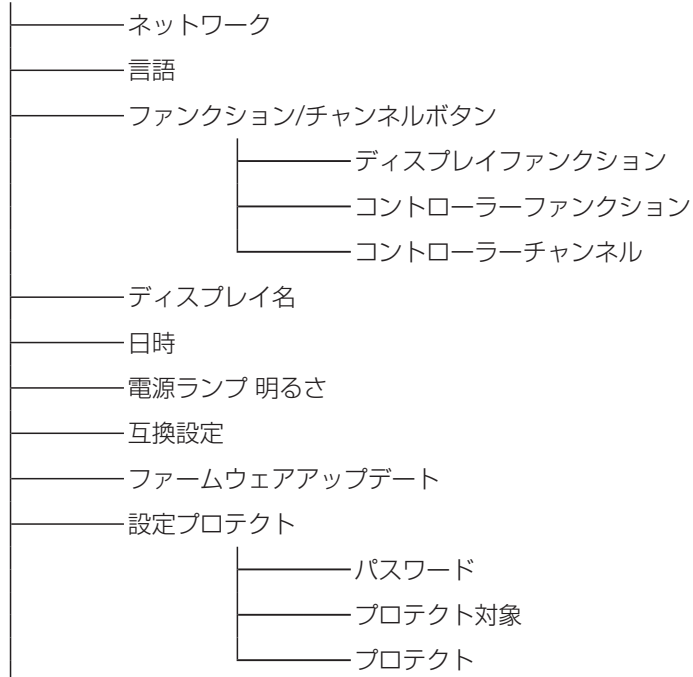 ネットワーク
言語
ファンクション/チャンネルボタン
ディスプレイファンクション
コントローラーファンクション
コントローラーチャンネル
ディスプレイ名
日時
電源ランプ 明るさ
互換設定
ファームウェアアップデート
設定プロテクト
パスワード
プロテクト対象
プロテクト